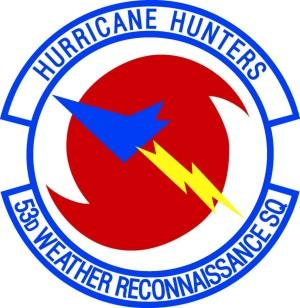 HURRICANE HUNTERS
53D WEATHER RECONNAISSANCE SQ